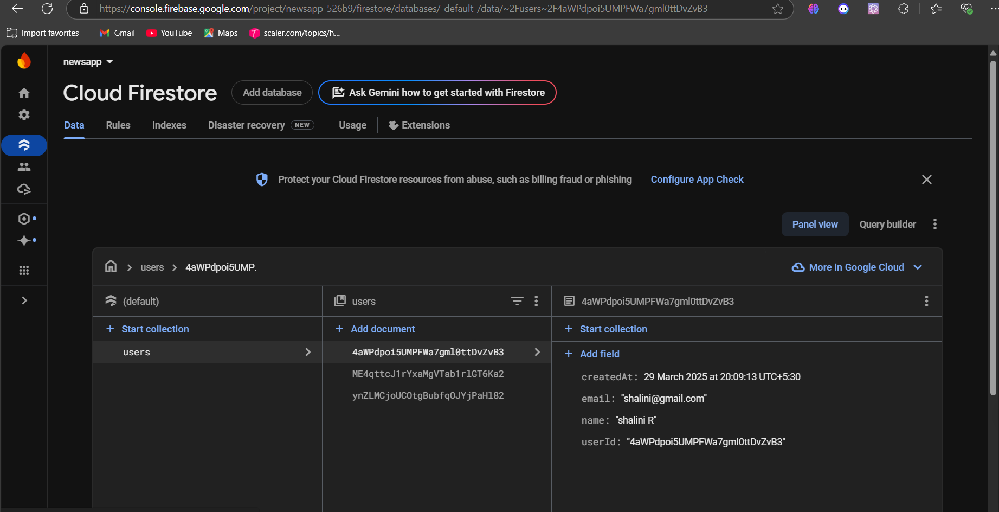 https://console.firebase.google.com/project/newsapp-526b9/firestore/databases/-default-/data/~2Fusers~2F4aWPdpoi5UMPFWa7gml0ttDvZvB3
Import favorites Gmail YouTube Maps scaler.com/topics/h...
newsapp
Cloud Firestore Add database Ask Gemini how to get started with Firestore
Data Rules Indexes Disaster recovery NEW Usage Extensions
Protect your Cloud Firestore resources from abuse, such as billing fraud or phishing Configure App Check
Panel view Query builder
users 4aWPdpoi5UMP. More in Google Cloud
(default) users 4aWPdpoi5UMPFWa7gml0ttDvZvB3
+ Start collection + Add document + Start collection
users 4aWPdpoi5UMPFWa7gml0ttDvZvB3 + Add field
ME4qttcJ1rYxaMgVTab1rlGT6Ka2 createdAt: 29 March 2025 at 20:09:13 UTC+5:30
ynZLMCjoUCOtgBubfqOJYjPaHl82 email: "shalini@gmail.com"
name: "shalini R"
userId: "4aWPdpoi5UMPFWa7gml0ttDvZvB3"